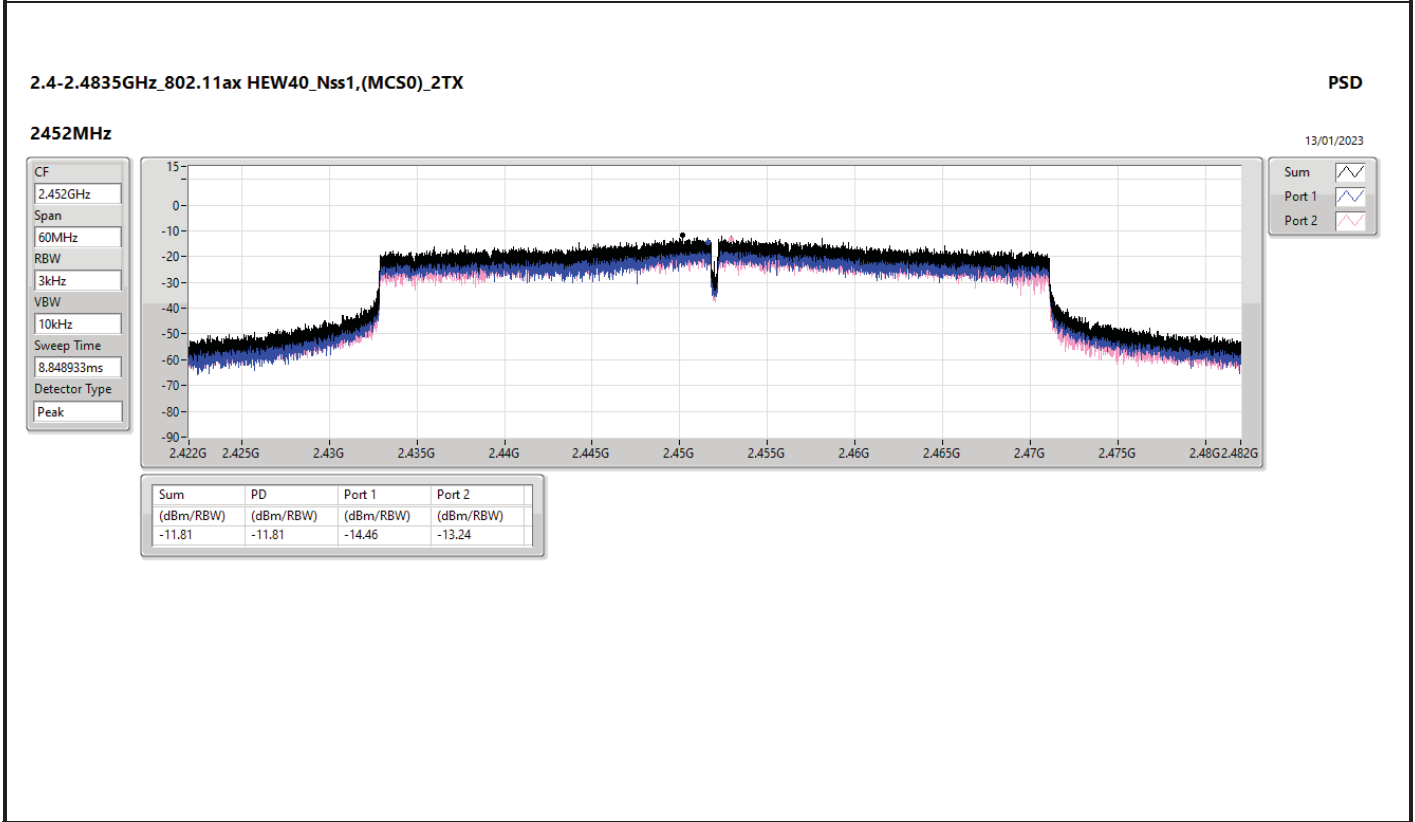 2.4-2.4835GHz_802.11ax HEW40_Nss1,(MCS0)_2TX
PSD
2452MHz
13/01/2023
CF
2.452GHz
Span
60MHz
RBW
3kHz
VBW
10kHz
Sweep Time
8.848933ms
Detector Type
Peak
15
0
-10
-20
-30
-40
-50
-60
-70
-80
-90
2.422G 2.425G 2.43G 2.435G 2.44G 2.445G 2.45G 2.455G 2.46G 2.465G 2.47G 2.475G 2.48G 2.482G
Sum
Port 1
Port 2
Sum PD Port 1 Port 2
(dBm/RBW) (dBm/RBW) (dBm/RBW) (dBm/RBW)
-11.81 -11.81 -14.46 -13.24